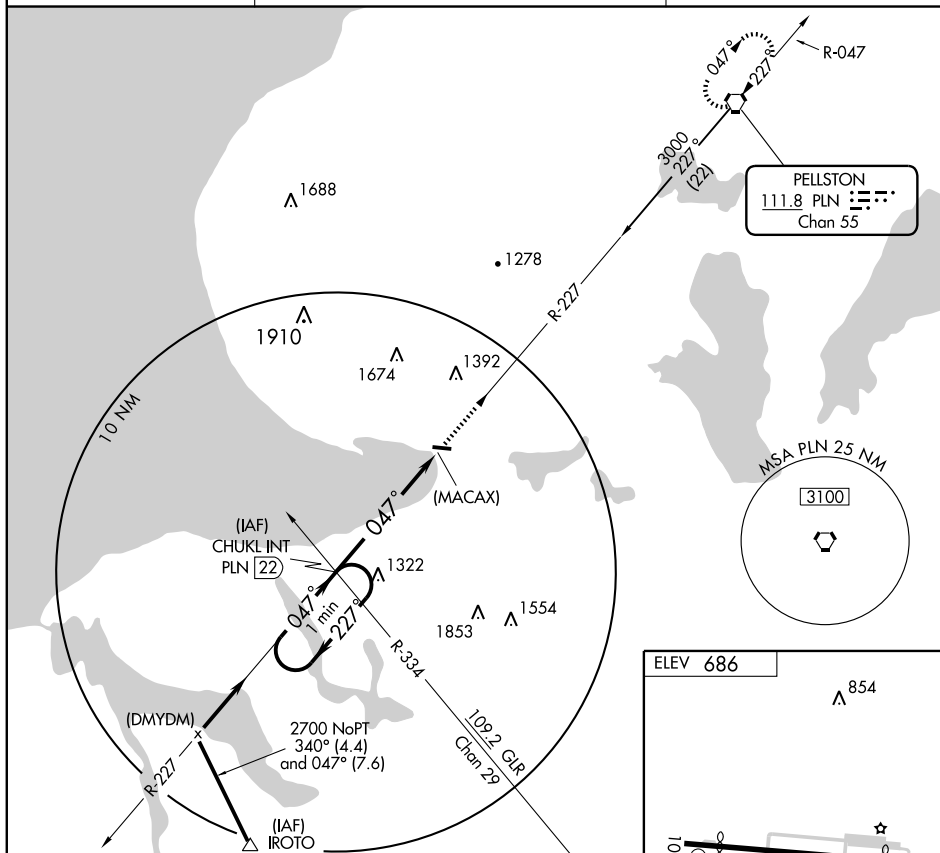 047°
227°
R-047
3000
227°
(22)
PELLSTON
111.8 PLN
Chan 55
1688
1278
R-227
1910
1674
1392
10 NM
MSA PLN 25 NM
3100
(MACAX)
047°
(IAF)
CHUKL INT
PLN 22
1322
047°
1 min
227°
1853
1554
R-334
ELEV 686
854
(DMYDM)
2700 NoPT
340° (4.4)
and 047° (7.6)
109.2 GLR
Chan 29
R-227
(IAF)
IROTO
10